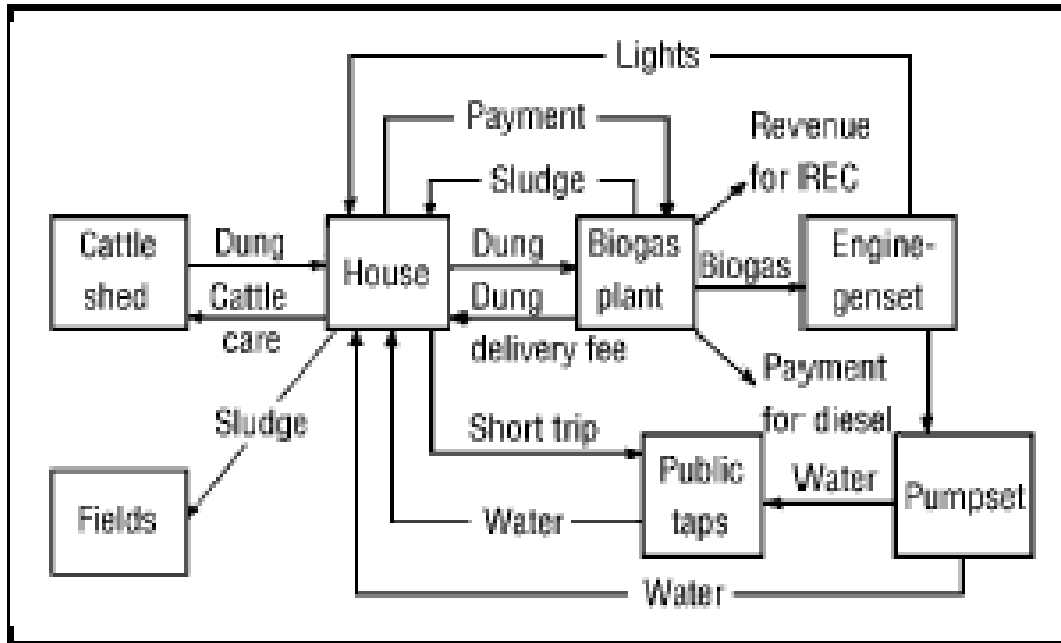 Lights
Payment
Revenue
for IREC
Sludge
Cattle
shed
Dung
Cattle
care
House
Dung
Dung
delivery fee
Biogas
plant
Biogas
Engine-
genset
Payment
for diesel
Sludge
Short trip
Fields
Water
Public
taps
Water
Pumpset
Water